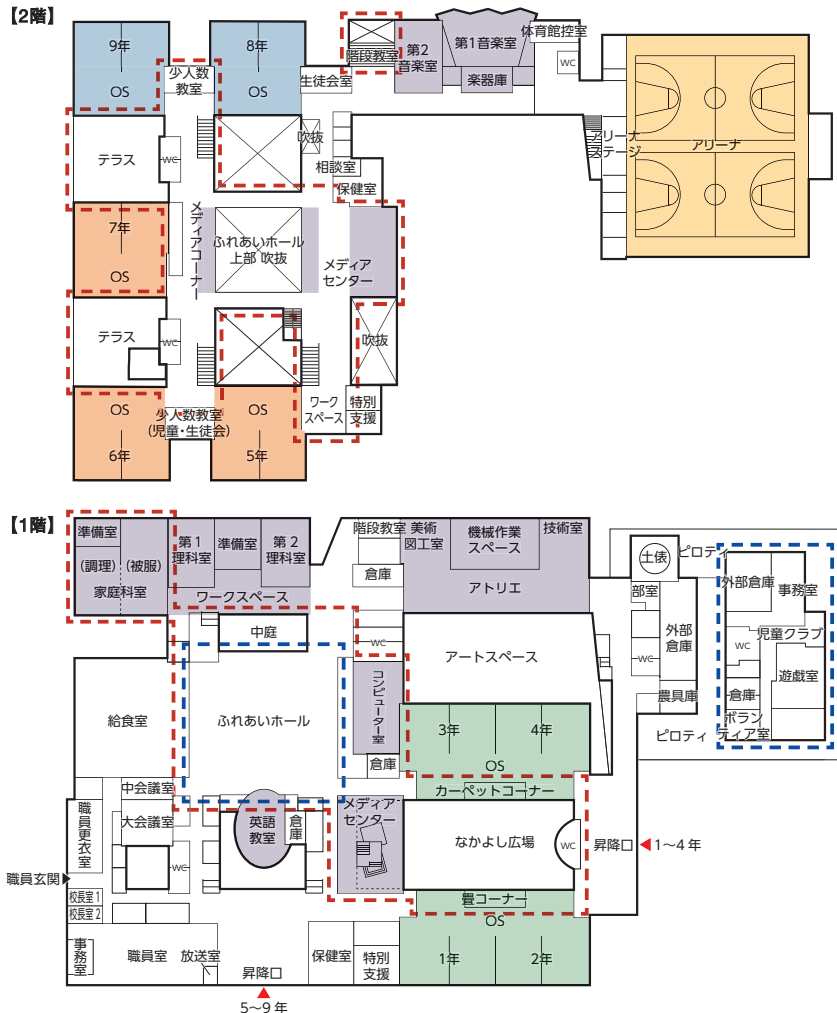 【2階】
9年
OS
少人数
教室
8年
OS
生徒会室
階段教室
第2
音楽室
第1音楽室
楽器庫
体育館控室
WC
アリーナ
ステージ
アリーナ
テラス
WC
吹抜
相談室
保健室
7年
OS
メディアコーナー
ふれあいホール
上部 吹抜
メディア
センター
テラス
WC
吹抜
OS
6年
少人数教室
(児童・生徒会)
OS
5年
ワーク
スペース
特別
支援
【1階】
準備室
(調理)
(被服)
家庭科室
第1
理科室
準備室
第2
理科室
ワークスペース
階段教室
倉庫
美術
図工室
機械作業
スペース
技術室
アトリエ
土俵
ピロティ
部室
外部
倉庫
WC
農具庫
ピロティ
外部倉庫
事務室
児童クラブ
WC
遊戯室
倉庫
ボラン
ティア室
中庭
WC
アートスペース
コンピューター室
給食室
ふれあいホール
倉庫
3年
4年
OS
カーペットコーナー
中会議室
職員更衣室
大会議室
英語
教室
倉庫
メディア
センター
なかよし広場
WC
昇降口
1〜4 年
WC
職員玄関
校長室1
校長室2
畳コーナー
OS
1年
2年
事務室
職員室
放送室
昇降口
保健室
特別
支援
5〜9 年